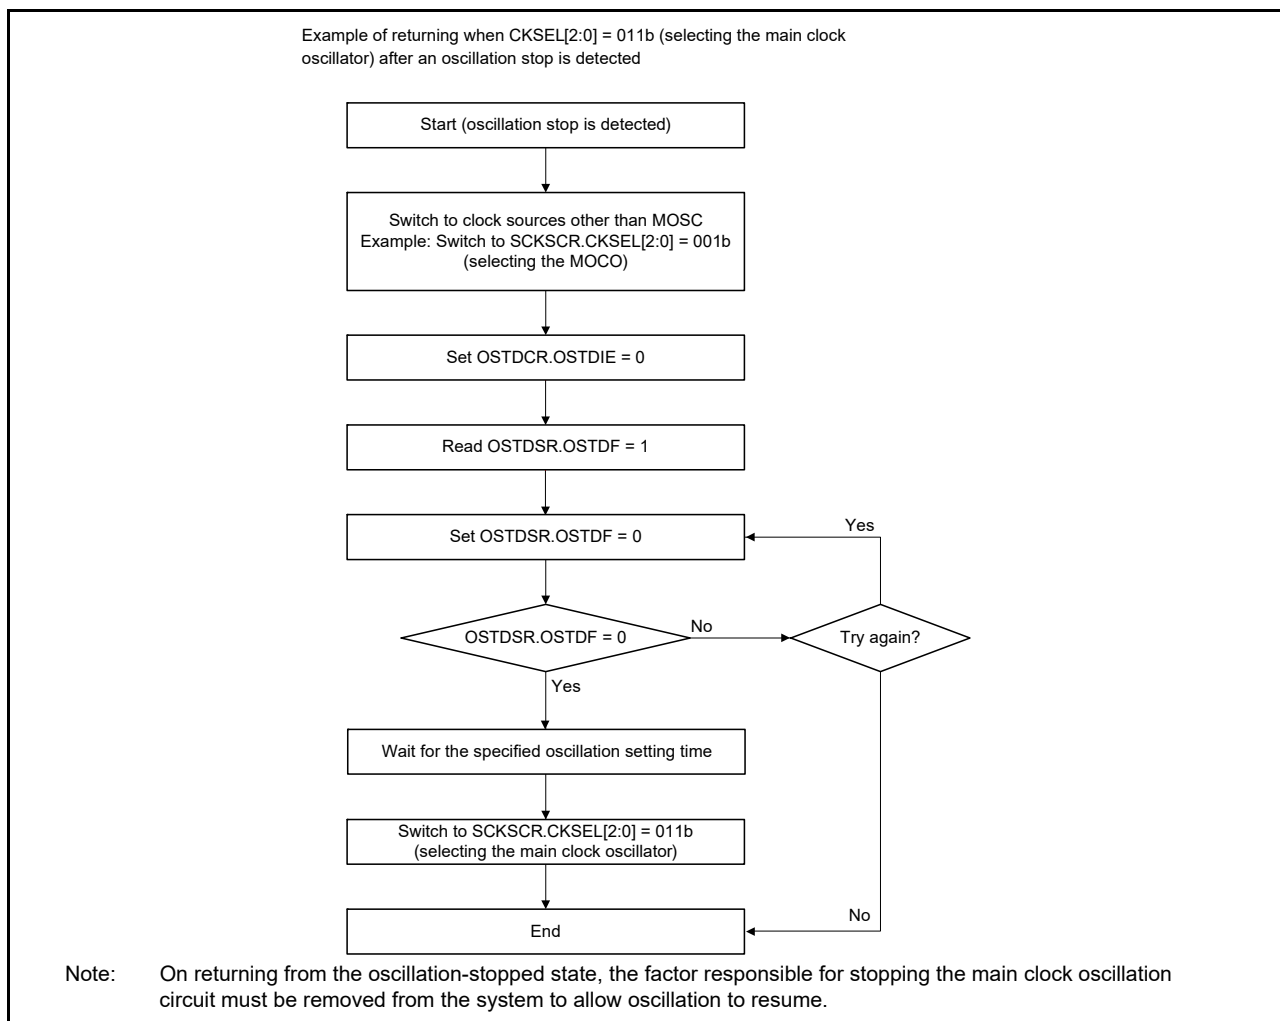 Example of returning when CKSEL[2:0] = 011b (selecting the main clock
oscillator) after an oscillation stop is detected
Start (oscillation stop is detected)
Switch to clock sources other than MOSC
Example: Switch to SCKSCR.CKSEL[2:0] = 001b
(selecting the MOCO)
Set OSTDCR.OSTDIE = 0
Read OSTDSR.OSTDF = 1
Set OSTDSR.OSTDF = 0
Yes
OSTDSR.OSTDF = 0
No
Try again?
Yes
Wait for the specified oscillation setting time
Switch to SCKSCR.CKSEL[2:0] = 011b
(selecting the main clock oscillator)
No
End
Note: On returning from the oscillation-stopped state, the factor responsible for stopping the main clock oscillation
circuit must be removed from the system to allow oscillation to resume.